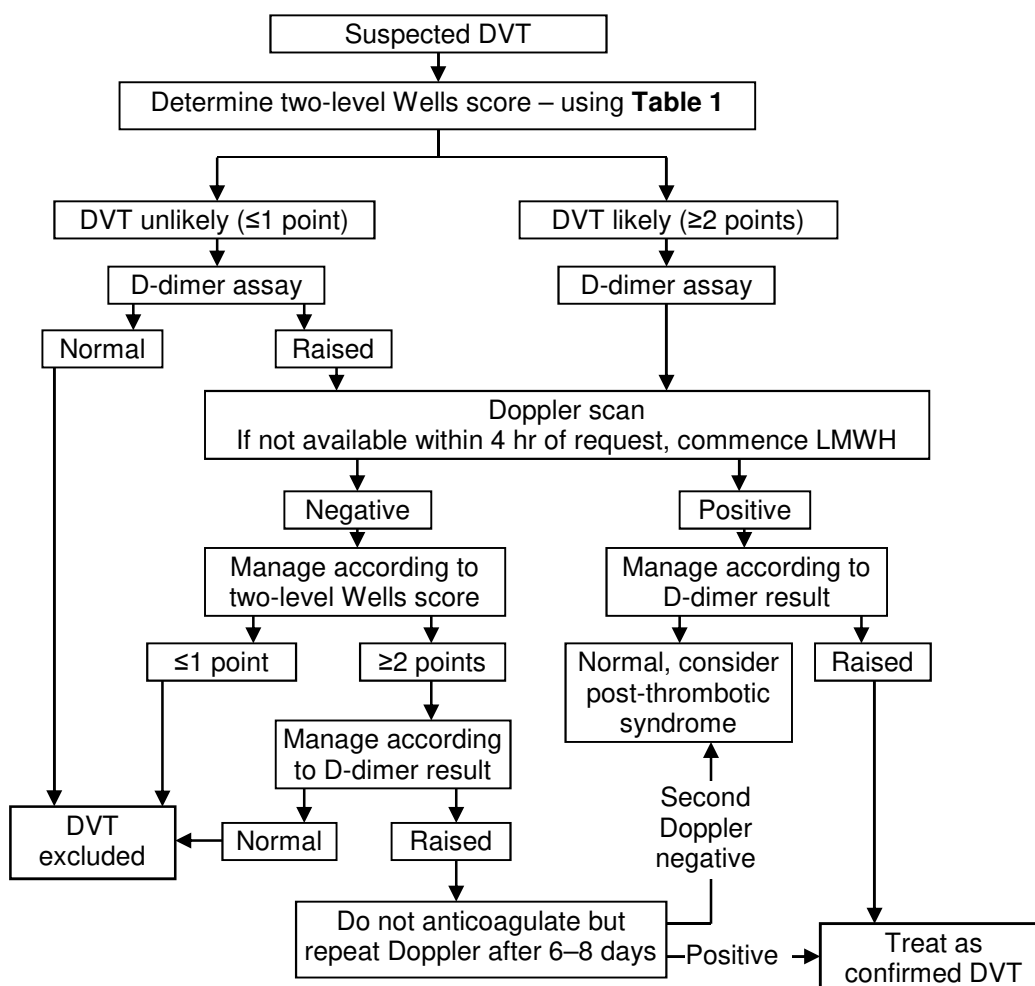 Suspected DVT
Determine two-level Wells score – using Table 1
DVT unlikely (≤1 point)
DVT likely (≥2 points)
D-dimer assay
D-dimer assay
Normal
Raised
Doppler scan
If not available within 4 hr of request, commence LMWH
Negative
Positive
Manage according to
two-level Wells score
Manage according to
D-dimer result
≤1 point
≥2 points
Normal, consider
post-thrombotic
syndrome
Raised
Manage according
to D-dimer result
DVT
excluded
Normal
Raised
Second
Doppler
negative
Do not anticoagulate but
repeat Doppler after 6–8 days
Positive
Treat as
confirmed DVT